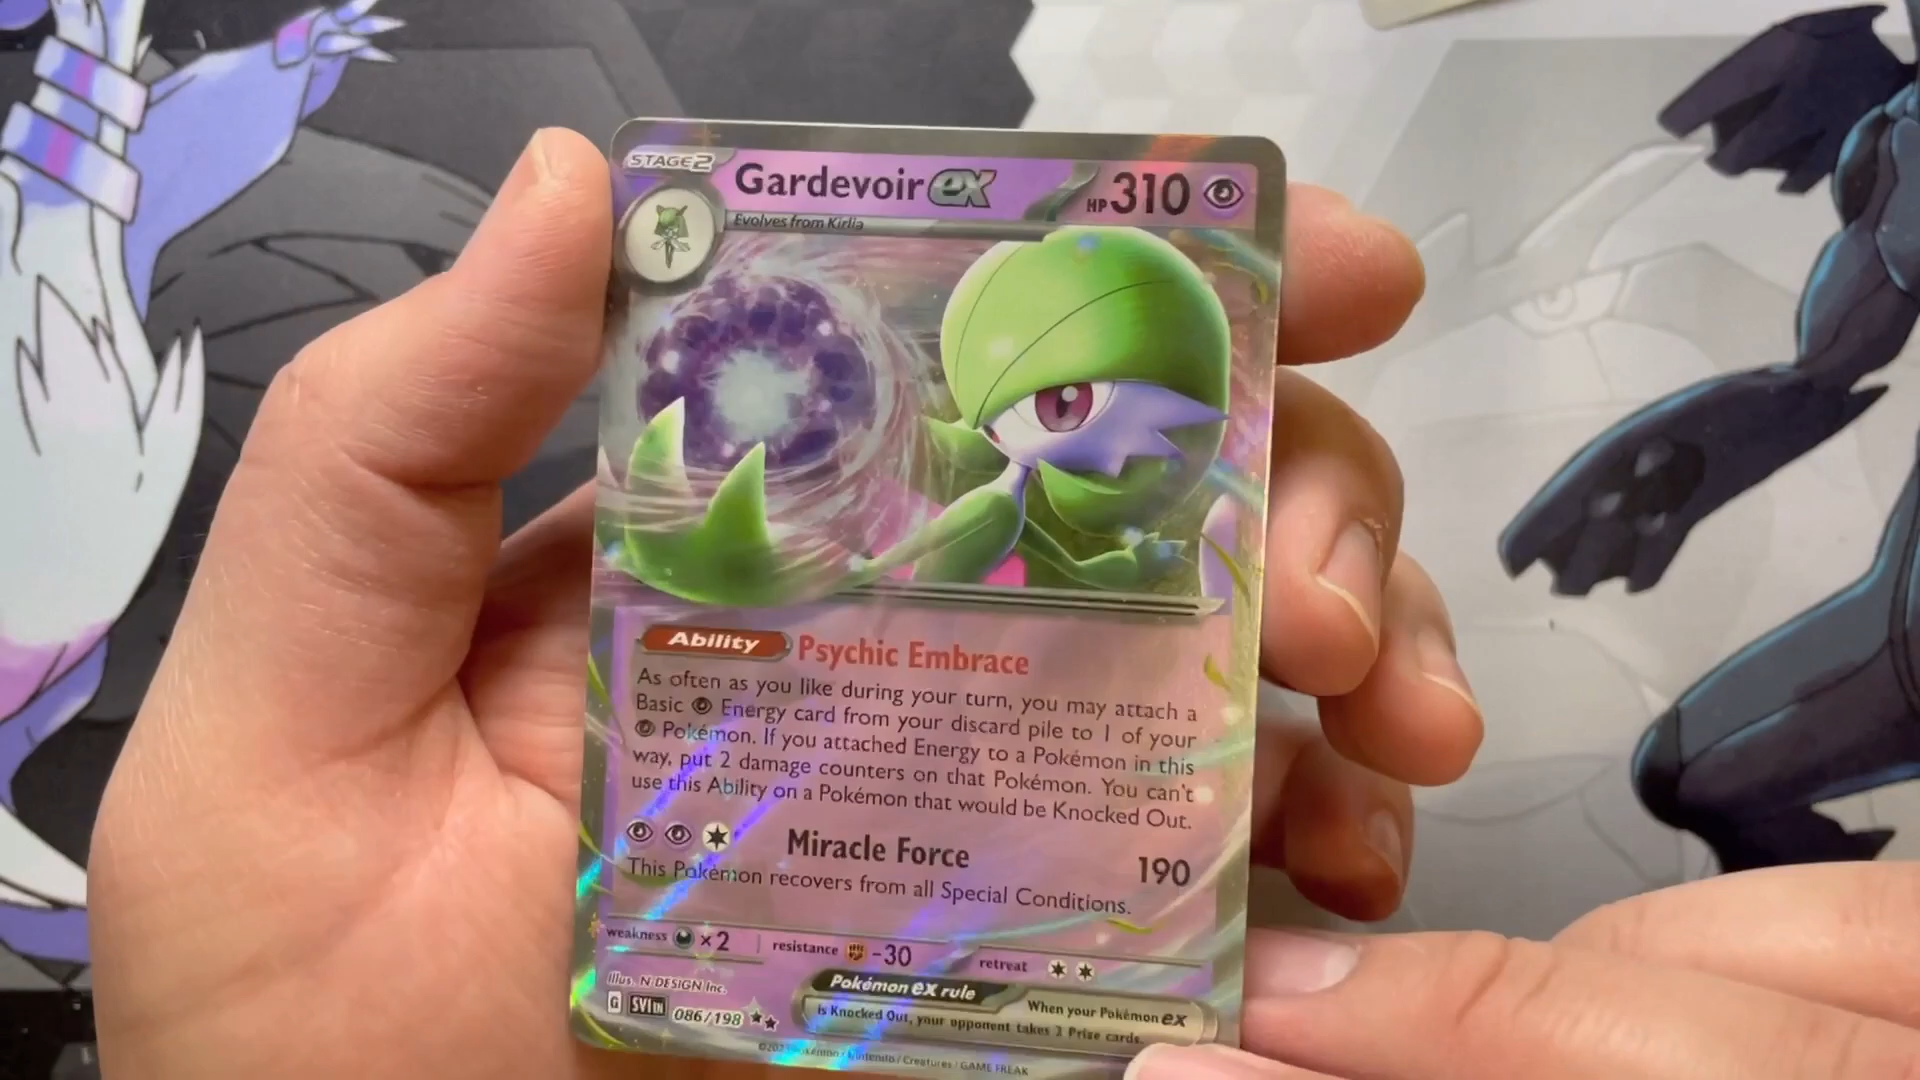 STAGE2
Gardevoir ex
HP 310
Evolves from Kirlia
Ability Psychic Embrace
As often as you like during your turn, you may attach a
Basic Energy card from your discard pile to 1 of your
Pokémon. If you attached Energy to a Pokémon in this
way, put 2 damage counters on that Pokémon. You can't
use this Ability on a Pokémon that would be Knocked Out.
Miracle Force 190
This Pokémon recovers from all Special Conditions.
weakness ×2 resistance -30 retreat
Illus. N-DESIGN Inc.
Pokémon ex rule
When your Pokémon ex
is Knocked Out, your opponent takes 2 Prize cards.
G SVI EN 086/198
Pokémon / Nintendo / Creatures / GAME FREAK